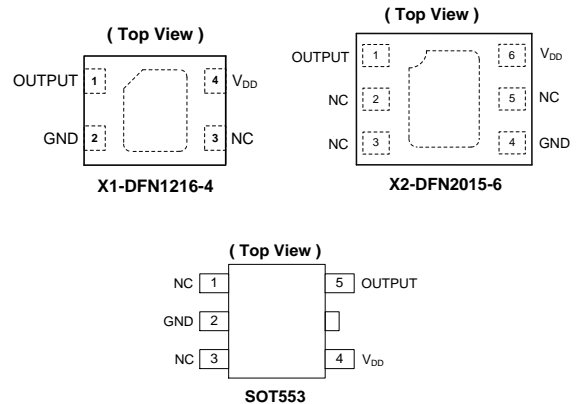 ( Top View )
OUTPUT 1 4 VDD
GND 2 3 NC
X1-DFN1216-4
( Top View )
OUTPUT 1 6 VDD
NC 2 5 NC
NC 3 4 GND
X2-DFN2015-6
( Top View )
NC 1 5 OUTPUT
GND 2
NC 3 4 VDD
SOT553